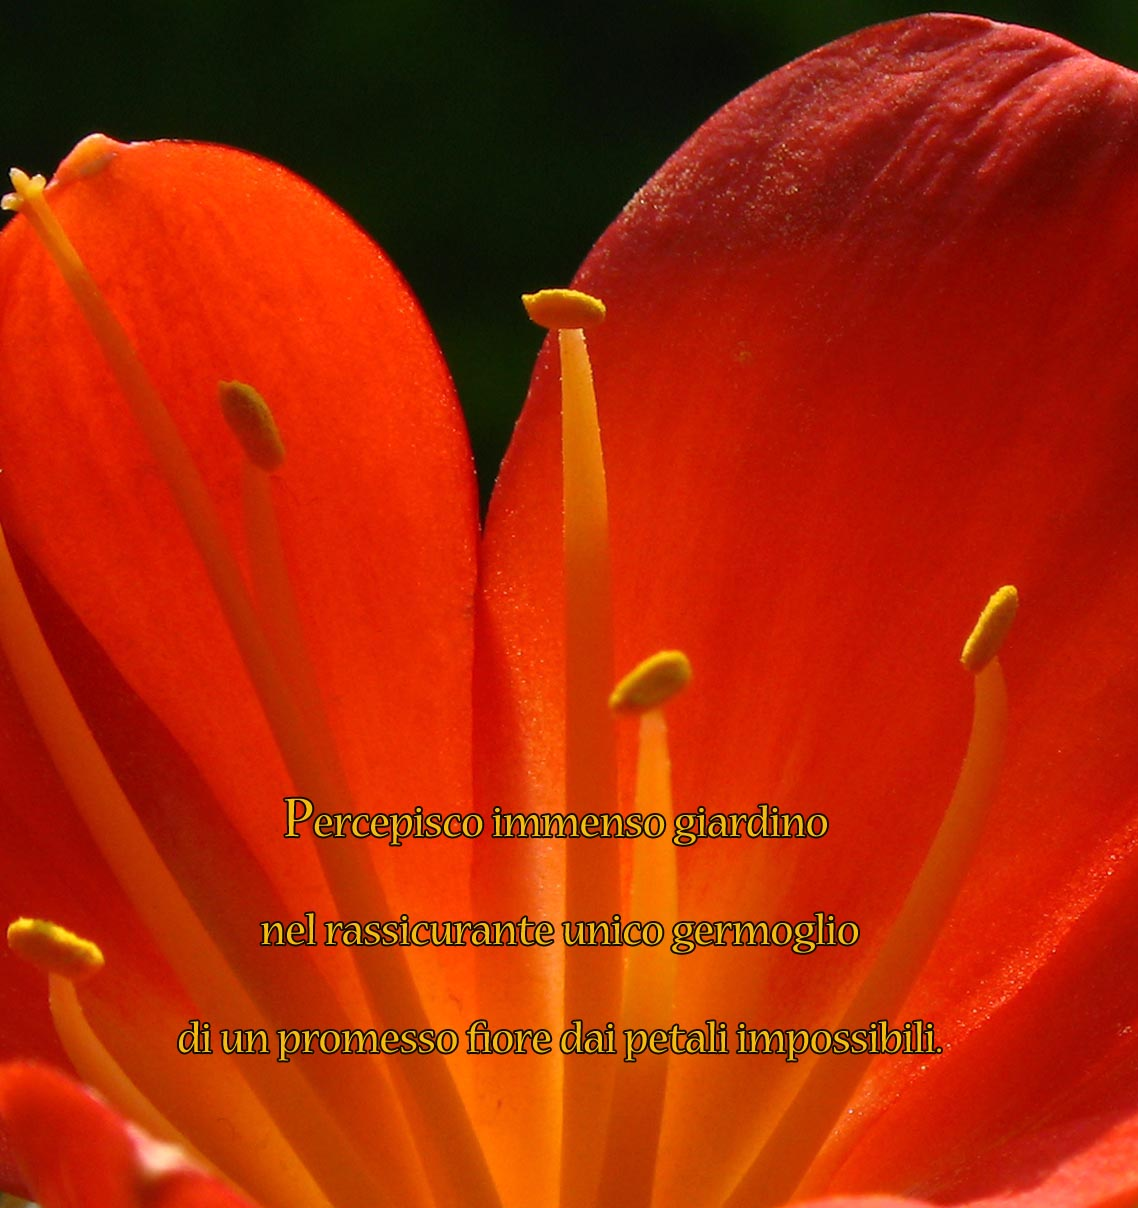 Percepisco immenso giardino
nel rassicurante unico germoglio
di un promesso fiore dai petali impossibili.